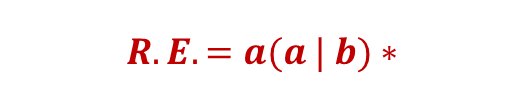 R.E.= a(a | b) *